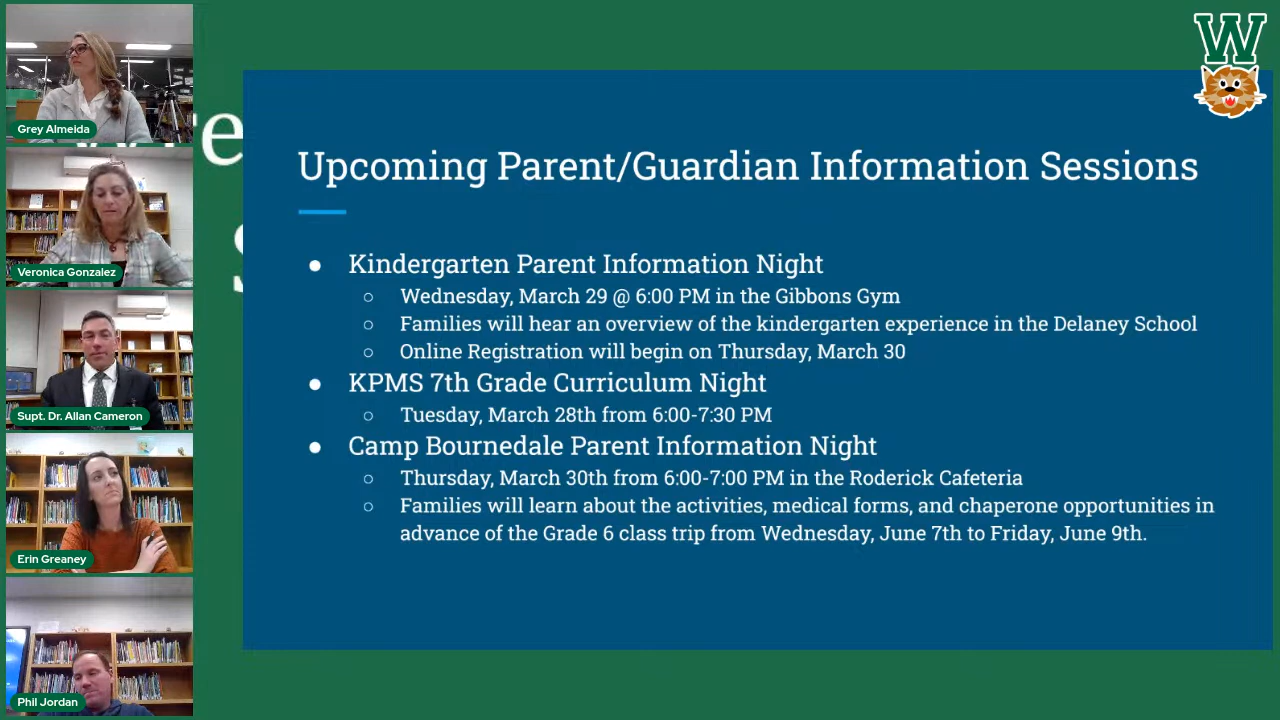 Grey Almeida
Veronica Gonzalez
Supt. Dr. Allan Cameron
Erin Greaney
Phil Jordan
re
W
Upcoming Parent/Guardian Information Sessions
● Kindergarten Parent Information Night
○ Wednesday, March 29 @ 6:00 PM in the Gibbons Gym
○ Families will hear an overview of the kindergarten experience in the Delaney School
○ Online Registration will begin on Thursday, March 30
● KPMS 7th Grade Curriculum Night
○ Tuesday, March 28th from 6:00-7:30 PM
● Camp Bournedale Parent Information Night
○ Thursday, March 30th from 6:00-7:00 PM in the Roderick Cafeteria
○ Families will learn about the activities, medical forms, and chaperone opportunities in
advance of the Grade 6 class trip from Wednesday, June 7th to Friday, June 9th.